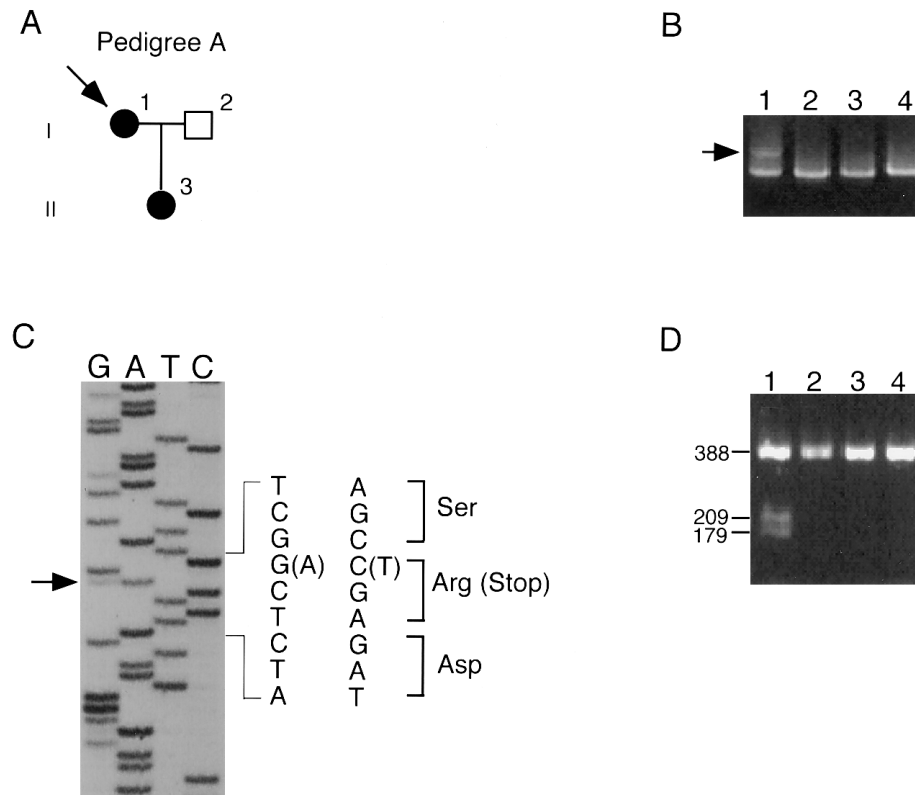 A
Pedigree A
1
2
I
3
II
B
1 2 3 4
C
G A T C
T A
C G
G C
Ser
G(A) C(T)
C G
T A
Arg (Stop)
C G
T A
A T
Asp
D
1 2 3 4
388
209
179